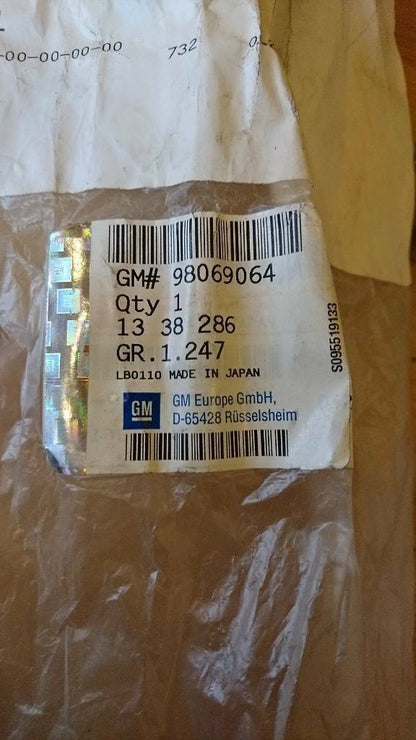 -00-00-00-00 732
GM# 98069064
Qty 1
13 38 286
GR.1.247
LB0110 MADE IN JAPAN
GM
GM Europe GmbH,
D-65428 Rüsselsheim
S095519133